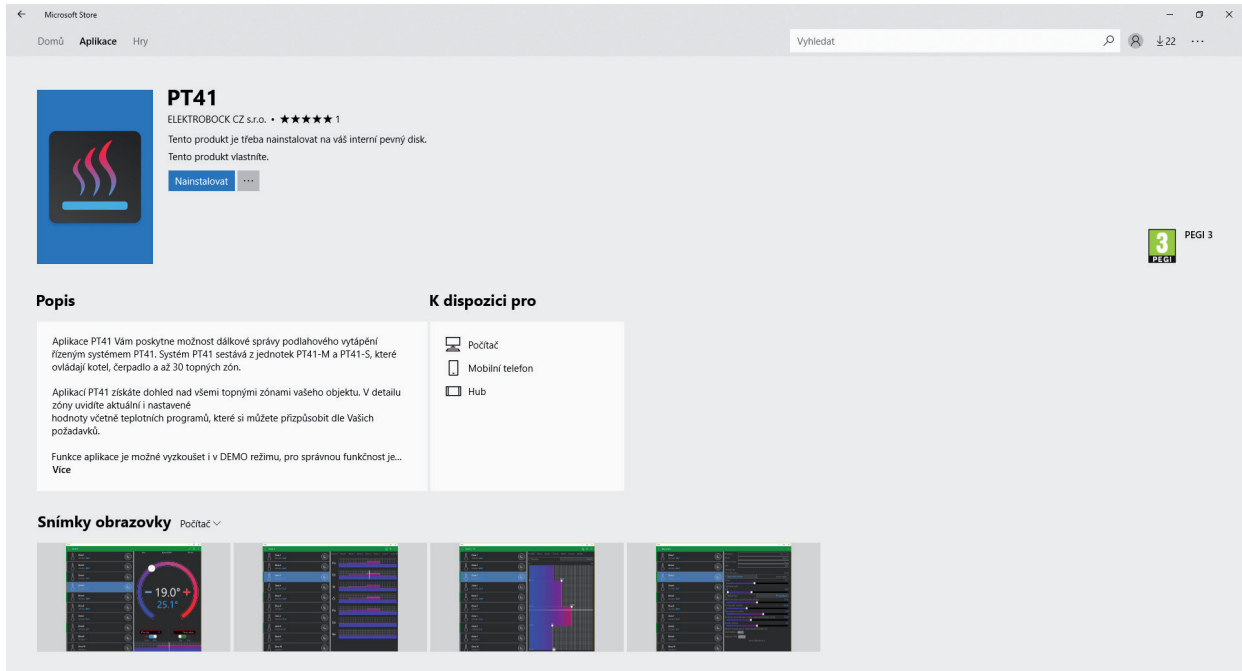 Microsoft Store
Domů Aplikace Hry
Vyhledat
22
PT41
ELEKTROBOCK CZ s.r.o. • ★★★★★ 1
Tento produkt je třeba nainstalovat na váš interní pevný disk.
Tento produkt vlastníte.
Nainstalovat ...
3
PEGI
PEGI 3
Popis
Aplikace PT41 Vám poskytne možnost dálkové správy podlahového vytápění
řízeným systémem PT41. Systém PT41 sestává z jednotek PT41-M a PT41-S, které
ovládají kotel, čerpadlo a až 30 topných zón.
Aplikací PT41 získáte dohled nad všemi topnými zónami vašeho objektu. V detailu
zóny uvidíte aktuální i nastavené
hodnoty včetně teplotních programů, které si můžete přizpůsobit dle Vašich
požadavků.
Funkce aplikace je možné vyzkoušet i v DEMO režimu, pro správnou funkčnost je...
Více
K dispozici pro
Počítač
Mobilní telefon
Hub
Snímky obrazovky Počítač
19.0°
25.1°